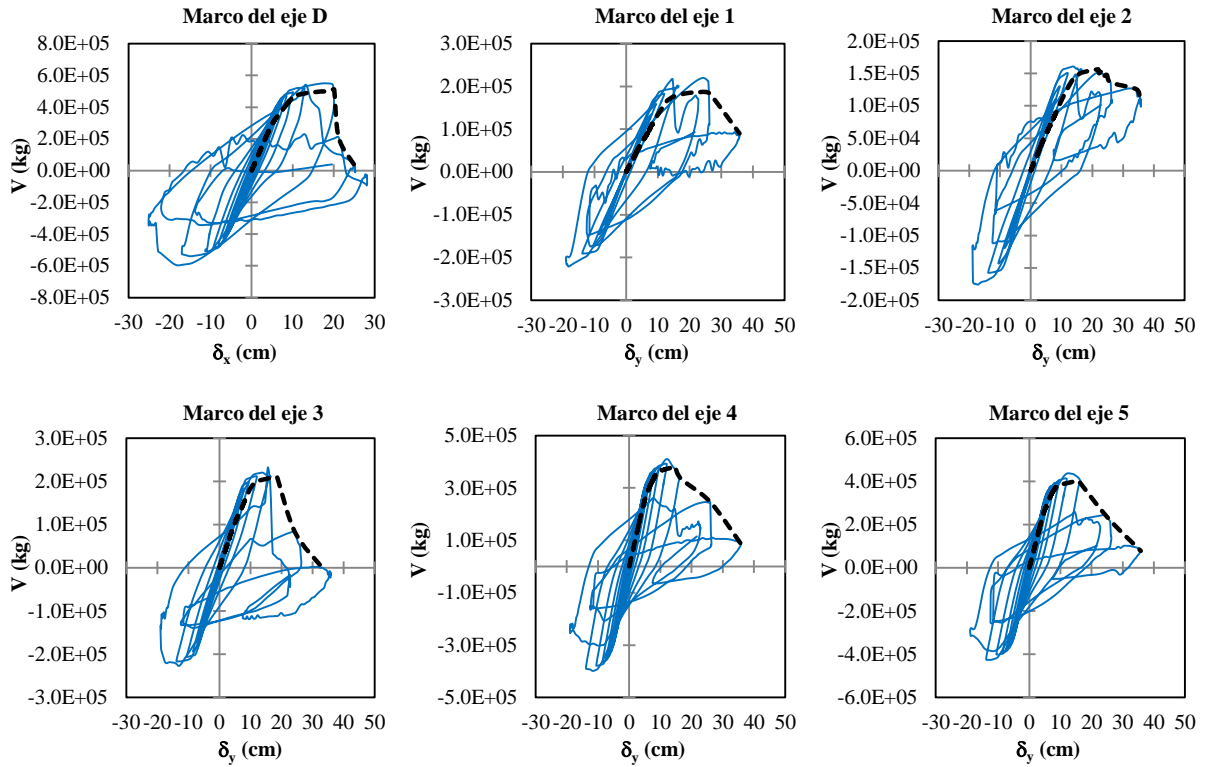 Marco del eje D
8.0E+05
6.0E+05
4.0E+05
2.0E+05
0.0E+00
-2.0E+05
-4.0E+05
-6.0E+05
-8.0E+05
V (kg)
-30 -20 -10 0 10 20 30
δx (cm)
Marco del eje 1
3.0E+05
2.0E+05
1.0E+05
0.0E+00
-1.0E+05
-2.0E+05
-3.0E+05
V (kg)
-30 -20 -10 0 10 20 30 40 50
δy (cm)
Marco del eje 2
2.0E+05
1.5E+05
1.0E+05
5.0E+04
0.0E+00
-5.0E+04
-1.0E+05
-1.5E+05
-2.0E+05
V (kg)
-30 -20 -10 0 10 20 30 40 50
δy (cm)
Marco del eje 3
3.0E+05
2.0E+05
1.0E+05
0.0E+00
-1.0E+05
-2.0E+05
-3.0E+05
V (kg)
-30 -20 -10 0 10 20 30 40 50
δy (cm)
Marco del eje 4
5.0E+05
3.0E+05
1.0E+05
-1.0E+05
-3.0E+05
-5.0E+05
V (kg)
-30 -20 -10 0 10 20 30 40 50
δy (cm)
Marco del eje 5
6.0E+05
4.0E+05
2.0E+05
0.0E+00
-2.0E+05
-4.0E+05
-6.0E+05
V (kg)
-30 -20 -10 0 10 20 30 40 50
δy (cm)